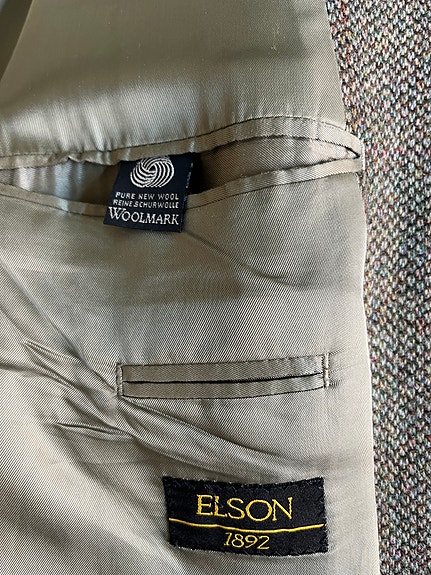 PURE NEW WOOL
REINE SCHURWOLLE
WOOLMARK
ELSON
1892